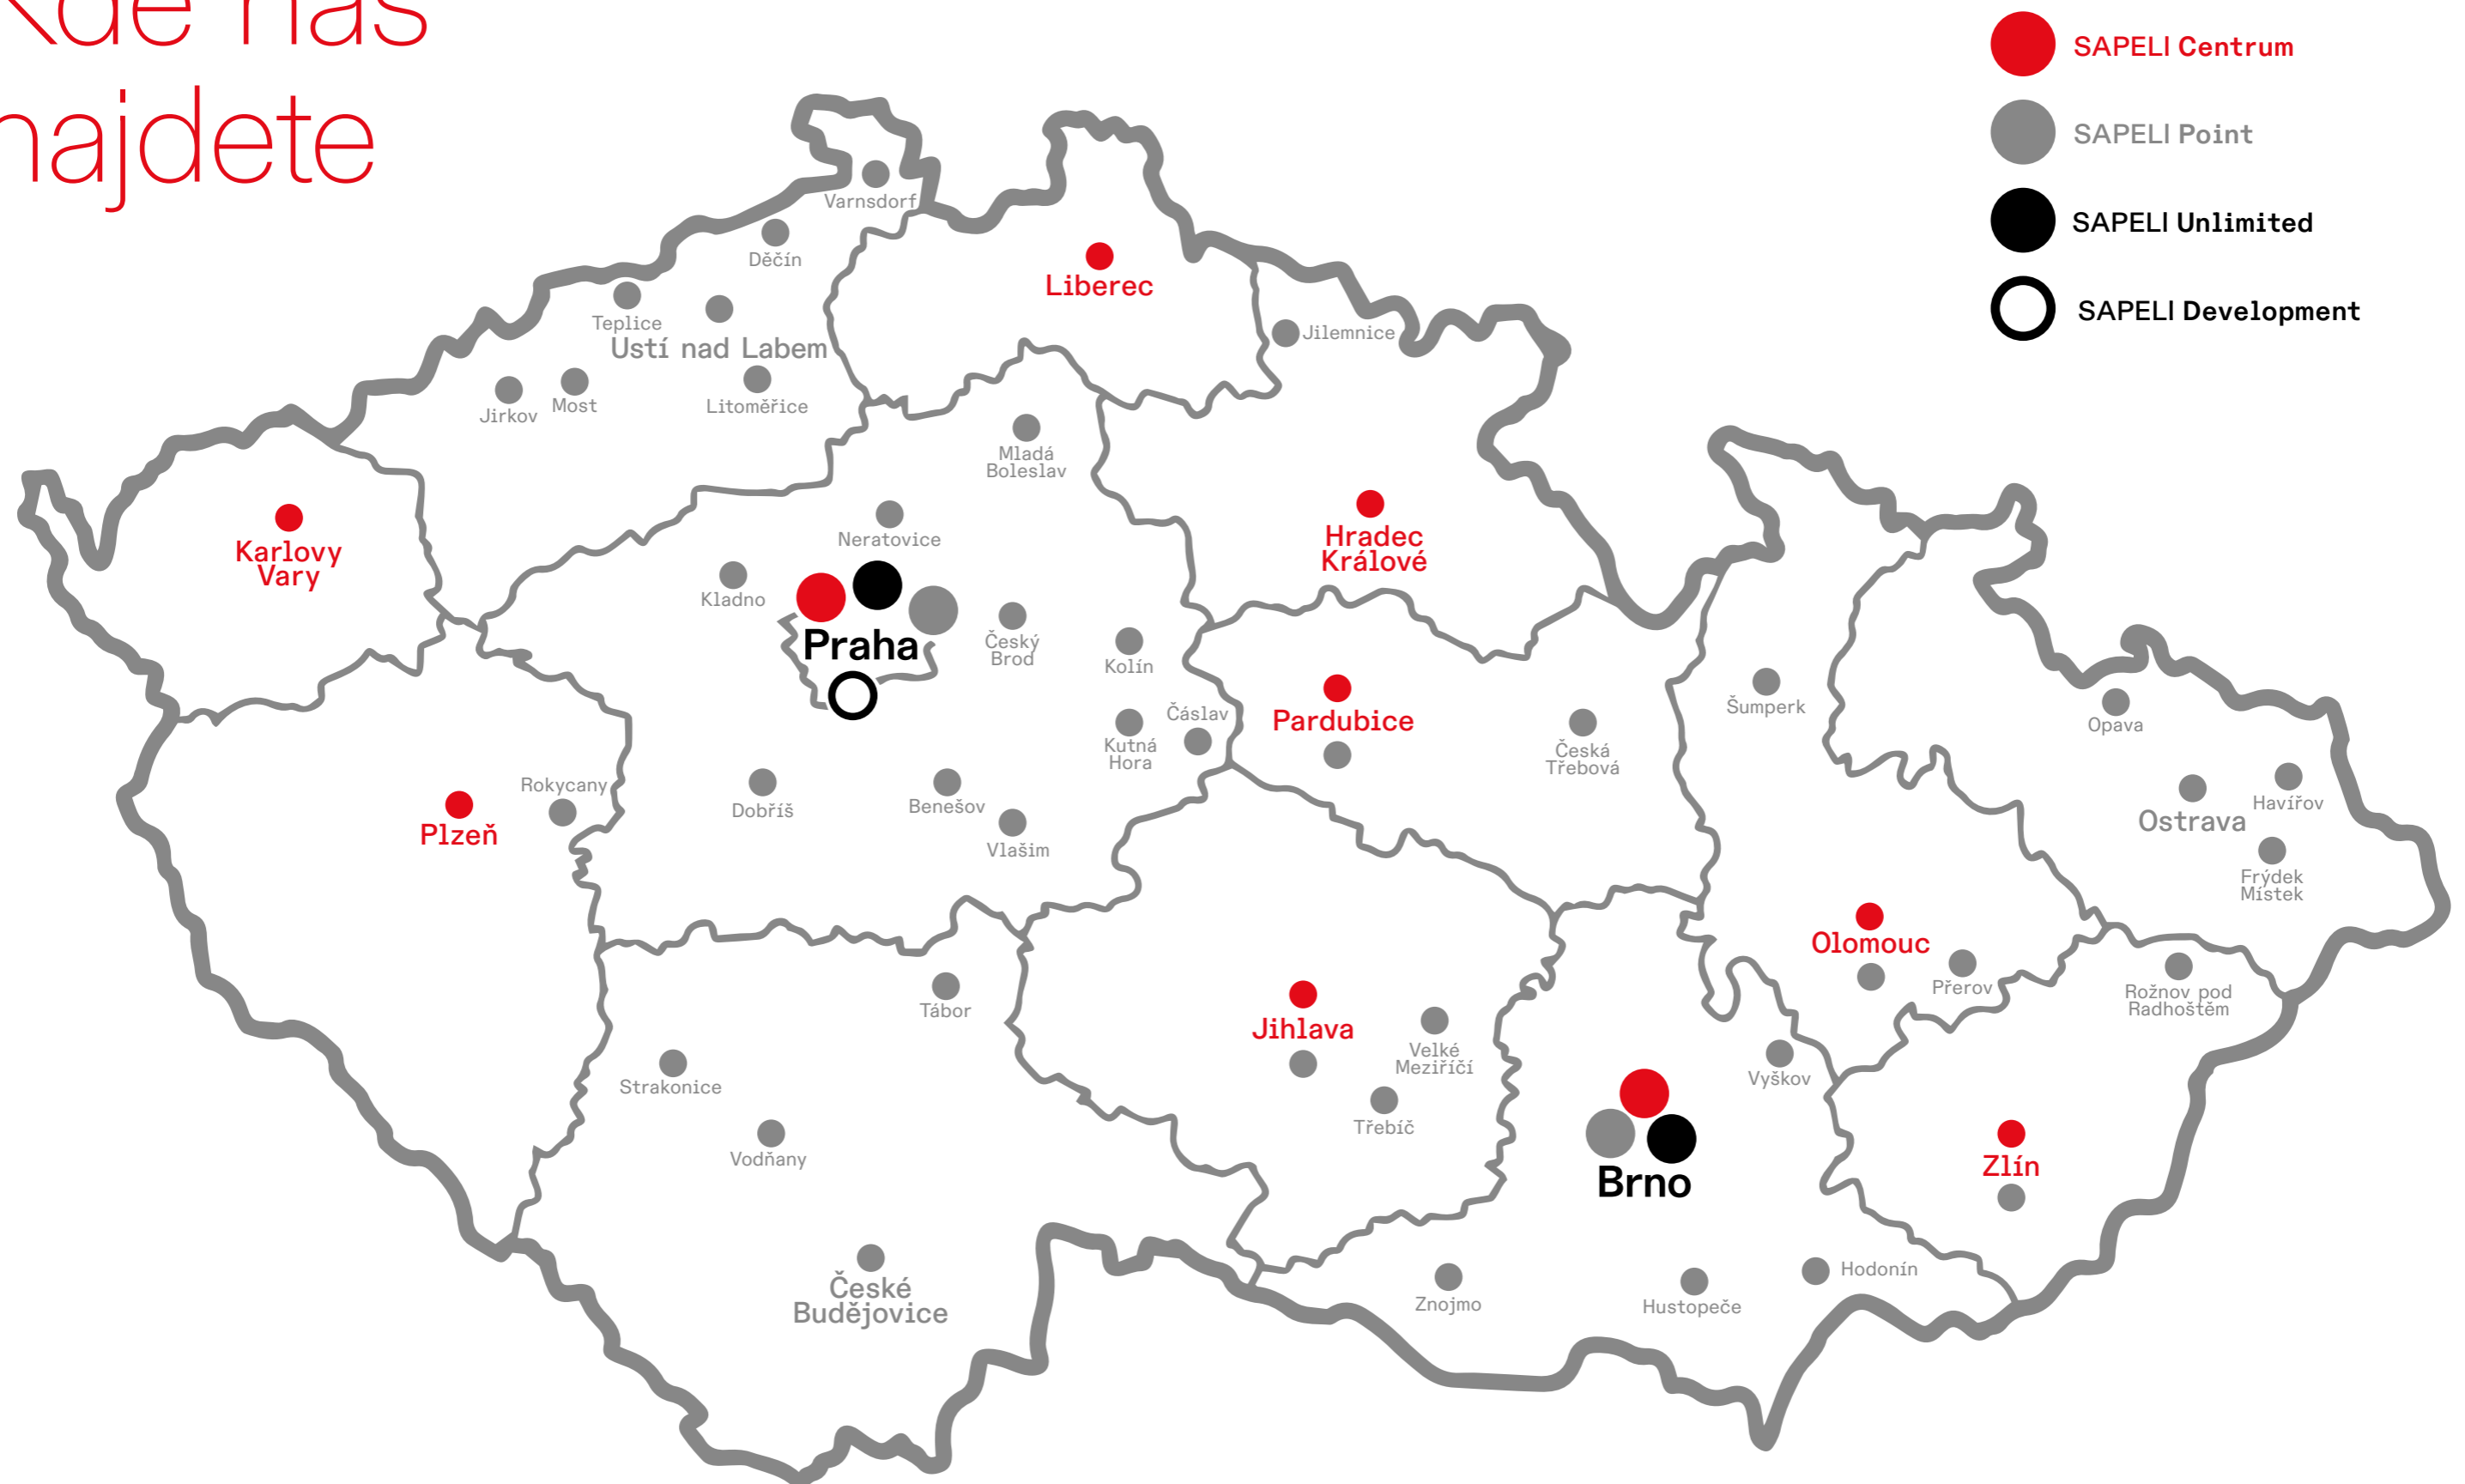 Kde nás
najdete
SAPELI Centrum
SAPELI Point
SAPELI Unlimited
SAPELI Development
Varnsdorf
Děčín
Liberec
Teplice
Ustí nad Labem
Jilemnice
Jirkov
Most
Litoměřice
Mladá
Boleslav
Karlovy
Vary
Neratovice
Hradec
Králové
Kladno
Praha
Český
Brod
Kolín
Šumperk
Čáslav
Pardubice
Opava
Kutná
Hora
Česká
Třebová
Rokycany
Dobříš
Benešov
Havířov
Plzeň
Ostrava
Vlašim
Frýdek
Místek
Olomouc
Přerov
Rožnov pod
Radhoštěm
Tábor
Jihlava
Velké
Meziříčí
Strakonice
Vyškov
Třebíč
Vodňany
Zlín
Brno
České
Budějovice
Hodonín
Znojmo
Hustopeče